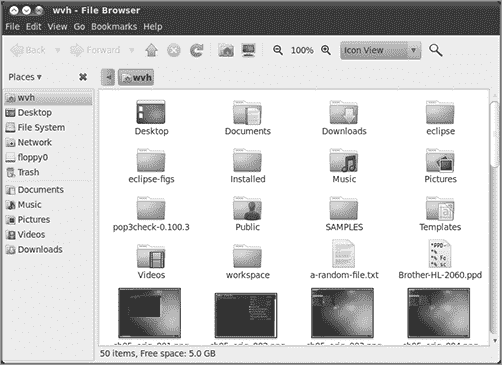 wvh - File Browser
File Edit View Go Bookmarks Help
Back Forward 100% Icon View
Places wvh
wvh
Desktop
File System
Network
floppy0
Trash
Documents
Music
Pictures
Videos
Downloads
Desktop Documents Downloads eclipse
eclipse-figs Installed Music Pictures
pop3check-0.100.3 Public SAMPLES Templates
Videos workspace a-random-file.txt Brother-HL-2060.ppd
50 items, Free space: 5.0 GB